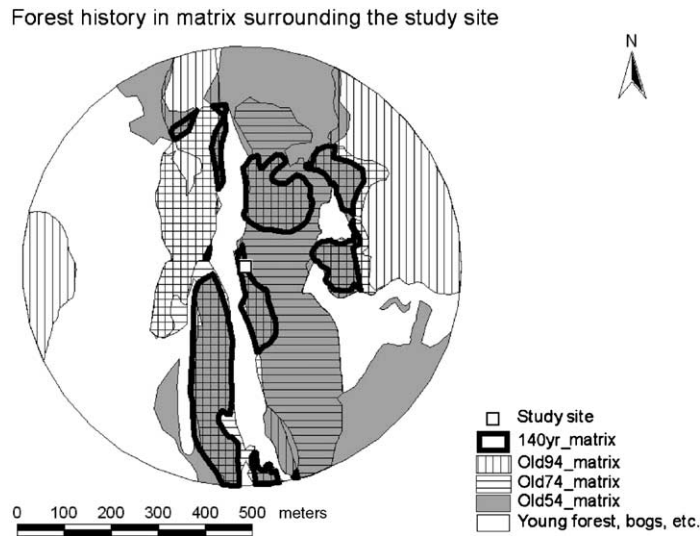 Forest history in matrix surrounding the study site
N
Study site
140yr_matrix
Old94_matrix
Old74_matrix
Old54_matrix
Young forest, bogs, etc.
0 100 200 300 400 500 meters